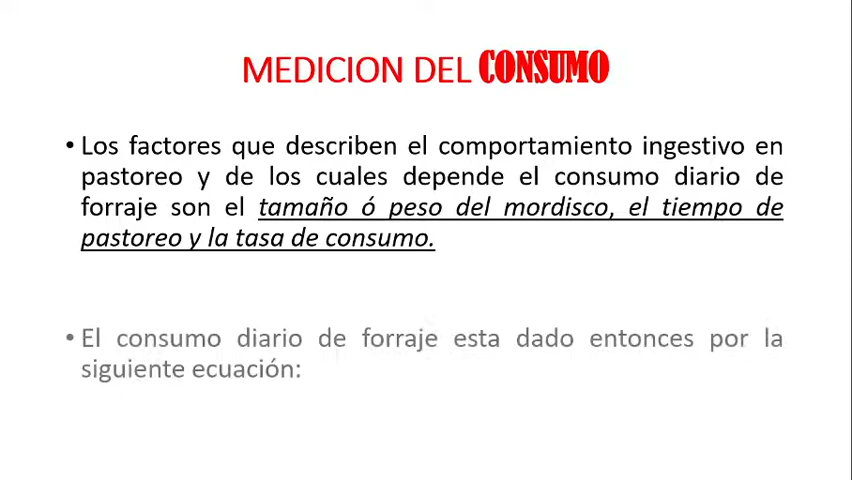 MEDICION DEL CONSUMO
• Los factores que describen el comportamiento ingestivo en
pastoreo y de los cuales depende el consumo diario de
forraje son el tamaño ó peso del mordisco, el tiempo de
pastoreo y la tasa de consumo.
• El consumo diario de forraje esta dado entonces por la
siguiente ecuación: